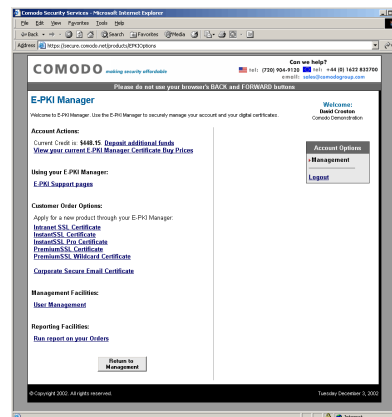 Comodo Security Services - Microsoft Internet Explorer
File Edit View Favorites Tools Help
Back Search Favorites Media
Address https://secure.comodo.net/products/EPKIOptions
COMODO making security affordable
Can we help?
tel: (720) 904-9120 tel: +44 (0) 1622 832700
email: sales@comodogroup.com
Please do not use your browser's BACK and FORWARD buttons
E-PKI Manager
Welcome to E-PKI Manager. Use the E-PKI Manager to securely manage your account and your digital certificates.
Welcome:
David Croston
Comodo Demonstration
Account Actions:
Current Credit is: $448.15. Deposit additional funds
View your current E-PKI Manager Certificate Buy Prices
Account Options
Management
Logout
Using your E-PKI Manager:
E-PKI Support pages
Customer Order Options:
Apply for a new product through your E-PKI Manager:
Intranet SSL Certificate
InstantSSL Certificate
InstantSSL Pro Certificate
PremiumSSL Certificate
PremiumSSL Wildcard Certificate
Corporate Secure Email Certificate
Management Facilities:
User Management
Reporting Facilities:
Run report on your Orders
Return to
Management
© Copyright 2002. All rights reserved.
Tuesday December 3, 2002
Internet